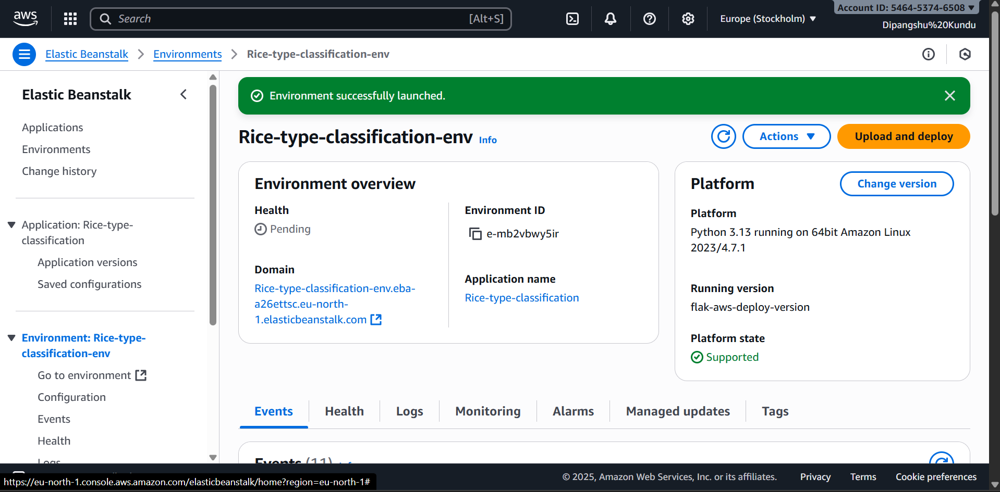 aws
Search
[Alt+S]
Europe (Stockholm)
Account ID: 5464-5374-6508
Dipangshu%20Kundu
Elastic Beanstalk
Environments
Rice-type-classification-env
Elastic Beanstalk
Applications
Environments
Change history
Application: Rice-type-
classification
Application versions
Saved configurations
Environment: Rice-type-
classification-env
Go to environment
Configuration
Events
Health
Logs
Environment successfully launched.
Rice-type-classification-env Info
Actions
Upload and deploy
Environment overview
Health
Pending
Domain
Rice-type-classification-env.eba-
a26ettsc.eu-north-
1.elasticbeanstalk.com
Environment ID
e-mb2vbwy5ir
Application name
Rice-type-classification
Platform
Change version
Platform
Python 3.13 running on 64bit Amazon Linux
2023/4.7.1
Running version
flak-aws-deploy-version
Platform state
Supported
Events
Health
Logs
Monitoring
Alarms
Managed updates
Tags
Events (11)
© 2025, Amazon Web Services, Inc. or its affiliates.
Privacy
Terms
Cookie preferences
https://eu-north-1.console.aws.amazon.com/elasticbeanstalk/home?region=eu-north-1#